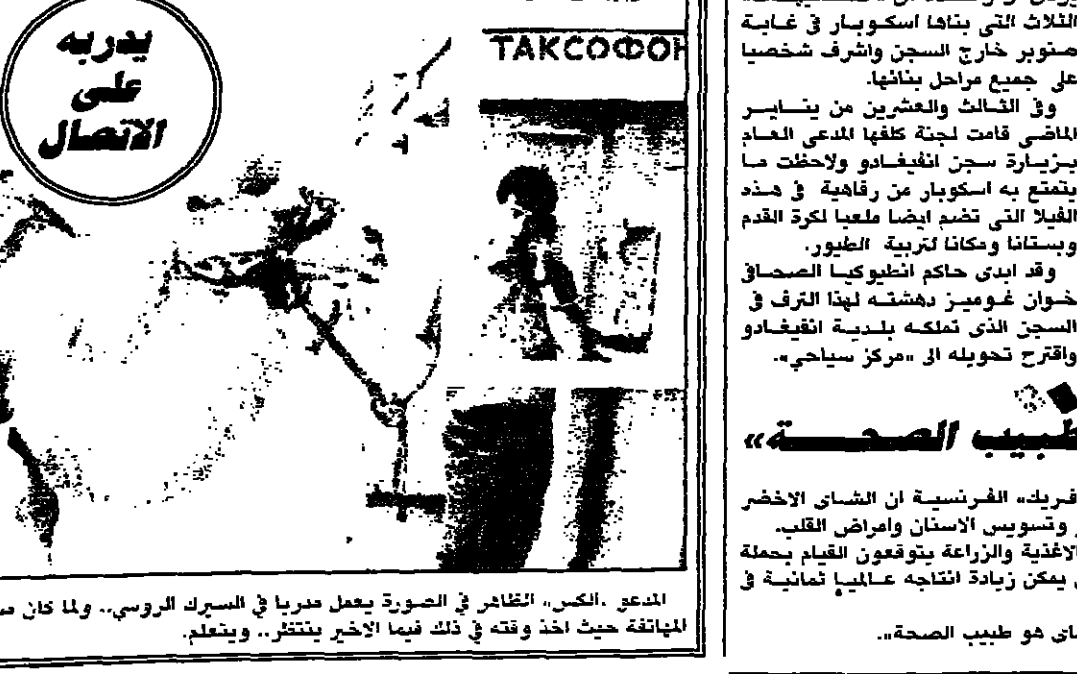 يدربه
على
الاتصال
ТАКСОФОН
المدعو «الكس» الظاهر في الصورة يعمل مدربا في السيرك الروسي.. ولما كان
المهاتفة حيث اخذ وقته في ذلك فيما الاخير ينتظر.. ويتعلم.
الثلاث التي بناها اسكوبار في غابة
صنوبر خارج السجن واشرف شخصيا
على جميع مراحل بنائها.
وفي الثالث والعشرين من يناير
الماضي قامت لجنة كلفها المدعى العام
بزيارة سجن انفيغادو ولاحظت ما
يتمتع به اسكوبار من رفاهية في هذه
الفيلا التي تضم ايضا ملعبا لكرة القدم
وبستانا ومكانا لتربية الطيور.
وقد ابدى حاكم انطيوكيا الصحافي
خوان غوميز دهشته لهذا الترف في
السجن الذي تملكه بلدية انفيغادو
واقترح تحويله الى «مركز سياحي».
طبيب الصحة»
فريك» الفرنسية ان الشاي الاخضر
وتسويس الاسنان وامراض القلب.
الاغذية والزراعة يتوقعون القيام بحملة
يمكن زيادة انتاجه عالميا ثمانية في
هو طبيب الصحة».